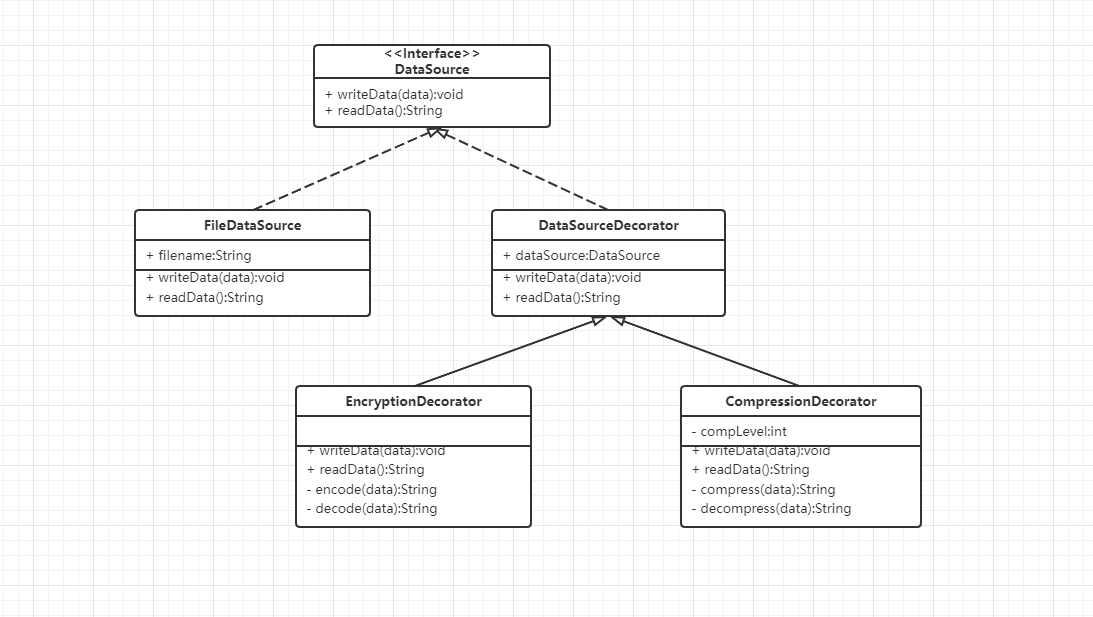 <<Interface>>
DataSource
+ writeData(data):void
+ readData():String
FileDataSource
+ filename:String
+ writeData(data):void
+ readData():String
DataSourceDecorator
+ dataSource:DataSource
+ writeData(data):void
+ readData():String
EncryptionDecorator
+ writeData(data):void
+ readData():String
- encode(data):String
- decode(data):String
CompressionDecorator
- compLevel:int
+ writeData(data):void
+ readData():String
- compress(data):String
- decompress(data):String